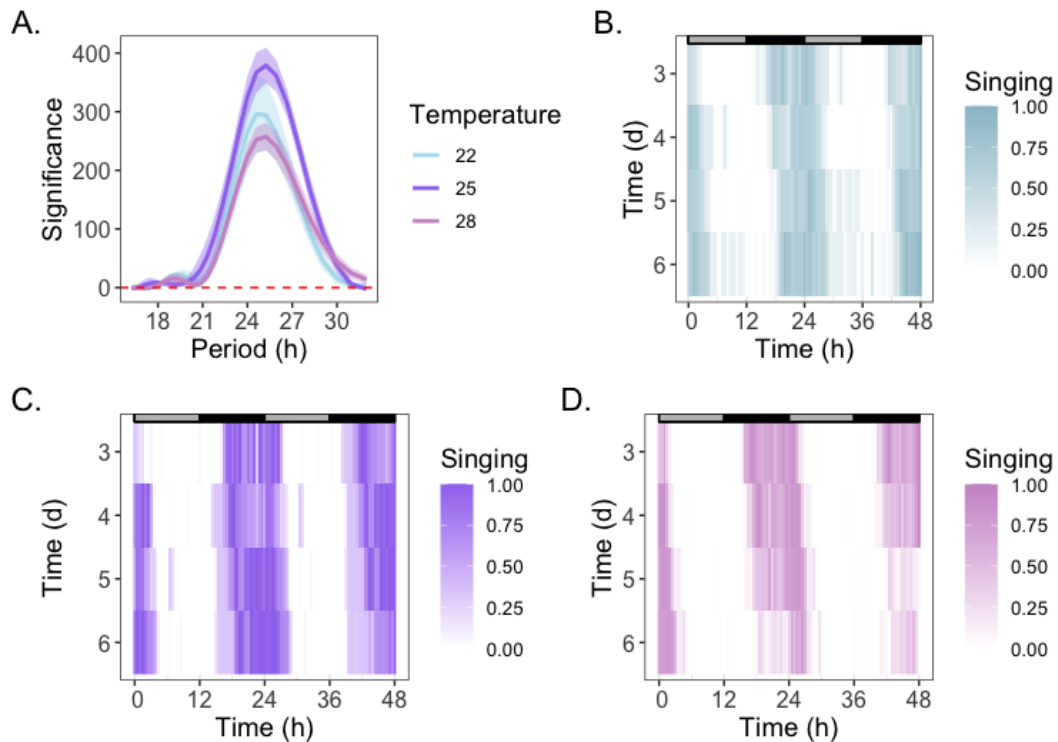 A.
Significance
400
300
200
100
0
18 21 24 27 30
Period (h)
Temperature
22
25
28
B.
Time (d)
3
4
5
6
0 12 24 36 48
Time (h)
Singing
1.00
0.75
0.50
0.25
0.00
C.
Time (d)
3
4
5
6
0 12 24 36 48
Time (h)
Singing
1.00
0.75
0.50
0.25
0.00
D.
Time (d)
3
4
5
6
0 12 24 36 48
Time (h)
Singing
1.00
0.75
0.50
0.25
0.00